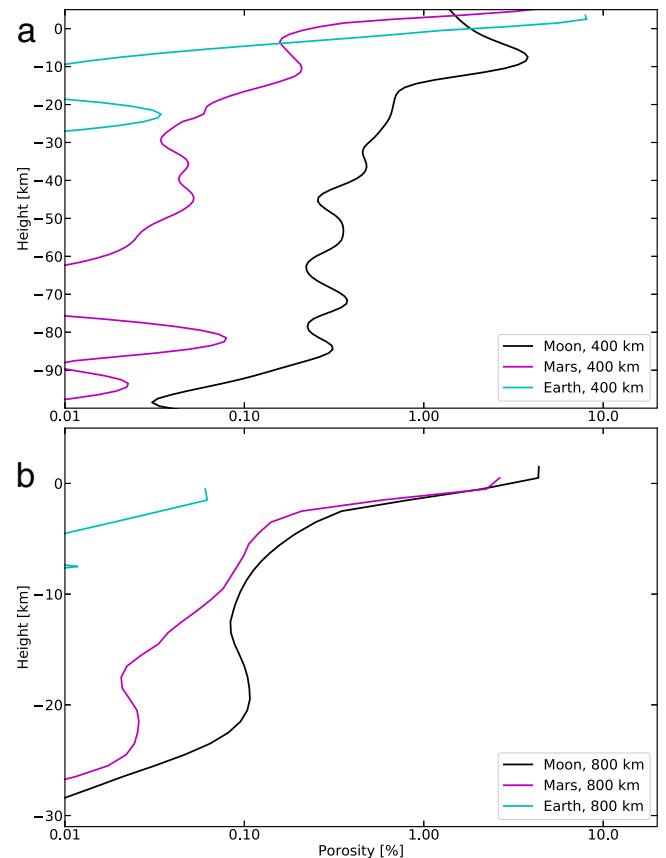 a
0
−10
−20
−30
−40
−50
−60
−70
−80
−90
Height [km]
Moon, 400 km
Mars, 400 km
Earth, 400 km
0.01
0.10
1.00
10.0
b
0
−10
−20
−30
Height [km]
Moon, 800 km
Mars, 800 km
Earth, 800 km
0.01
0.10
1.00
10.0
Porosity [%]